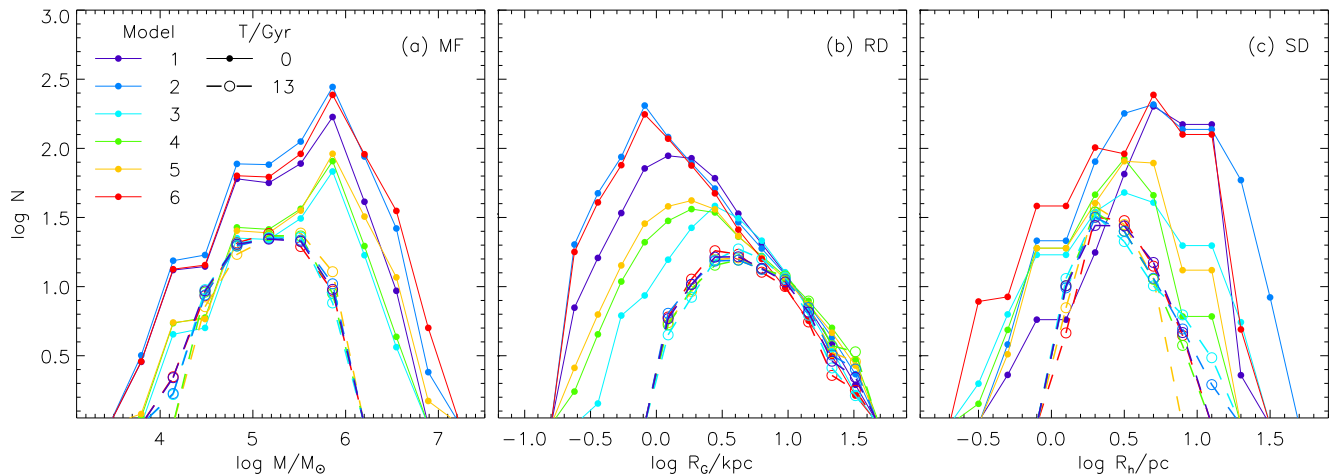 Model T/Gyr
1 0
2 13
3
4
5
6
(a) MF
(b) RD
(c) SD
log N
3.0
2.5
2.0
1.5
1.0
0.5
4 5 6 7
-1.0 -0.5 0.0 0.5 1.0 1.5
-0.5 0.0 0.5 1.0 1.5
log M/M☉
log R_G/kpc
log R_h/pc